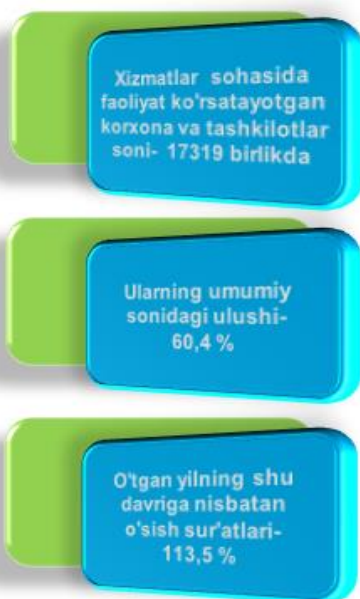 Xizmatlar sohasida
faoliyat ko'rsatayotgan
korxona va tashkilotlar
soni- 17319 birlikda
Ularning umumiy
sonidagi ulushi-
60,4 %
O'tgan yilning shu
davriga nisbatan
o'sish sur'atlari-
113,5 %